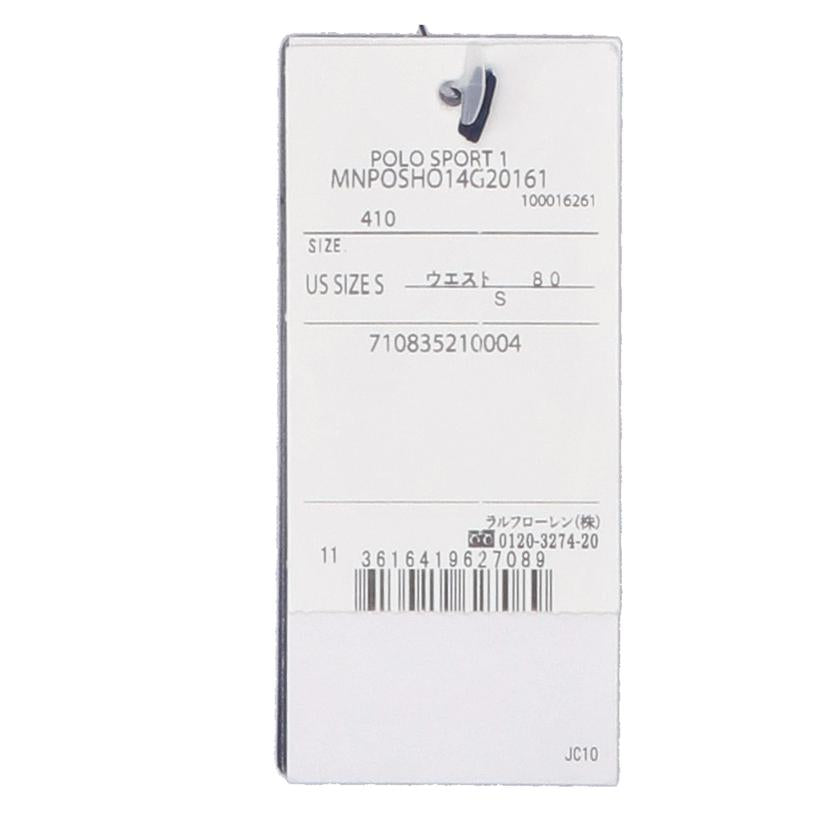 POLO SPORT 1
MNPOSHO14G20161
100016261
410
SIZE.
US SIZE S ウエスト 80
S
710835210004
ラルフローレン(株)
0120-3274-20
11 3616419627089
JC10